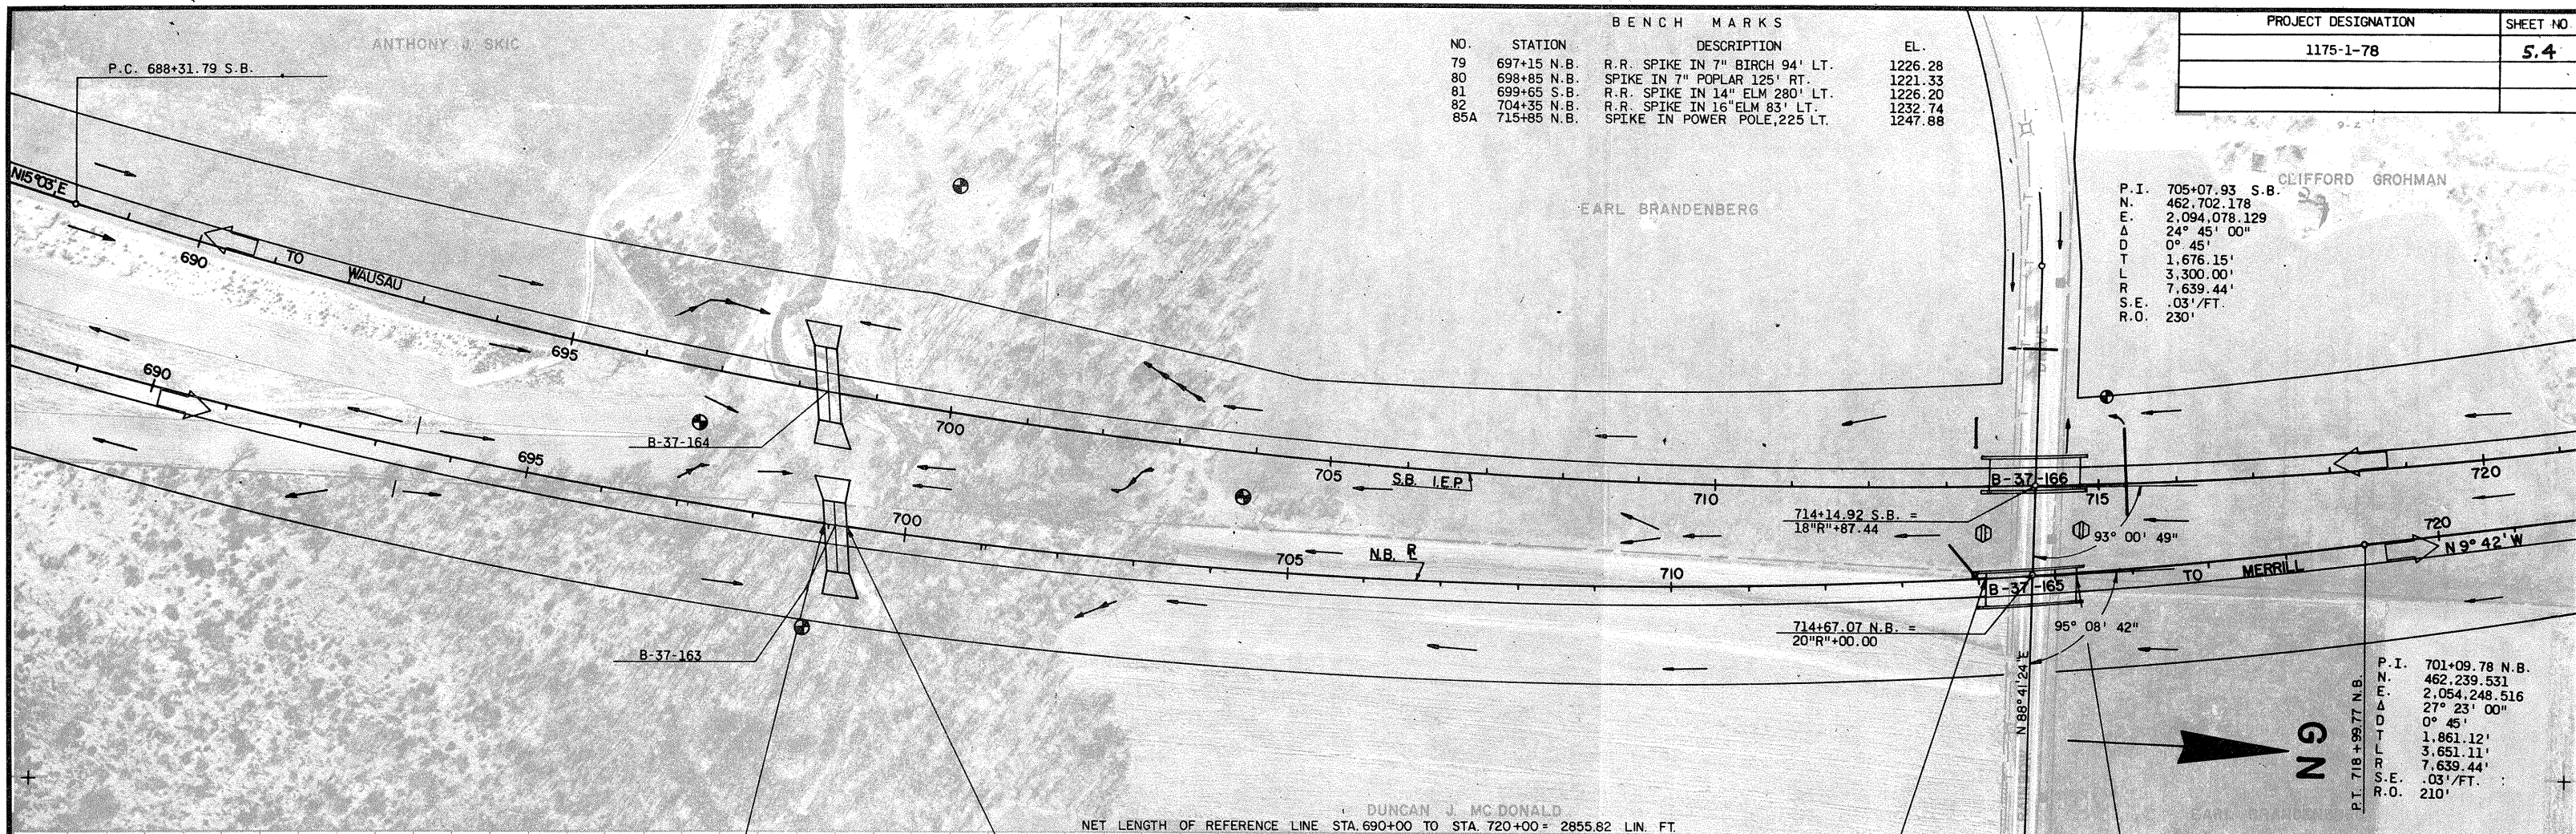 PROJECT DESIGNATION SHEET NO
1175-1-78 5.4
BENCH MARKS
NO. STATION DESCRIPTION EL.
79 697+15 N.B. R.R. SPIKE IN 7" BIRCH 94' LT. 1226.28
80 698+85 N.B. SPIKE IN 7" POPLAR 125' RT. 1221.33
81 699+65 S.B. R.R. SPIKE IN 14" ELM 280' LT. 1226.20
82 704+35 N.B. R.R. SPIKE IN 16"ELM 83' LT. 1232.74
85A 715+85 N.B. SPIKE IN POWER POLE,225 LT. 1247.88
ANTHONY J. SKIC
P.C. 688+31.79 S.B.
N15°03'E
690
TO
WAUSAU
695
EARL BRANDENBERG
CLIFFORD GROHMAN
P.I. 705+07.93 S.B.
N. 462,702.178
E. 2,094,078.129
Δ 24° 45' 00"
D 0° 45'
T 1,676.15'
L 3,300.00'
R 7,639.44'
S.E. .03'/FT.
R.O. 230'
690
695
B-37-164
700
705
S.B. I.E.P.
710
B-37-166
715
720
714+14.92 S.B. =
18"R"+87.44
93° 00' 49"
700
705
N.B. RL
710
720
N 9° 42' W
TO
MERRILL
B-37-165
714+67.07 N.B. =
20"R"+00.00
95° 08' 42"
B-37-163
N 88° 41' 24" E
P.T. 718+99.77 N.B.
P.I. 701+09.78 N.B.
N. 462,239.531
E. 2,054,248.516
Δ 27° 23' 00"
D 0° 45'
T 1,861.12'
L 3,651.11'
R 7,639.44'
S.E. .03'/FT.
R.O. 210'
GN
DUNCAN J. MC DONALD
NET LENGTH OF REFERENCE LINE STA. 690+00 TO STA. 720+00 = 2855.82 LIN. FT.